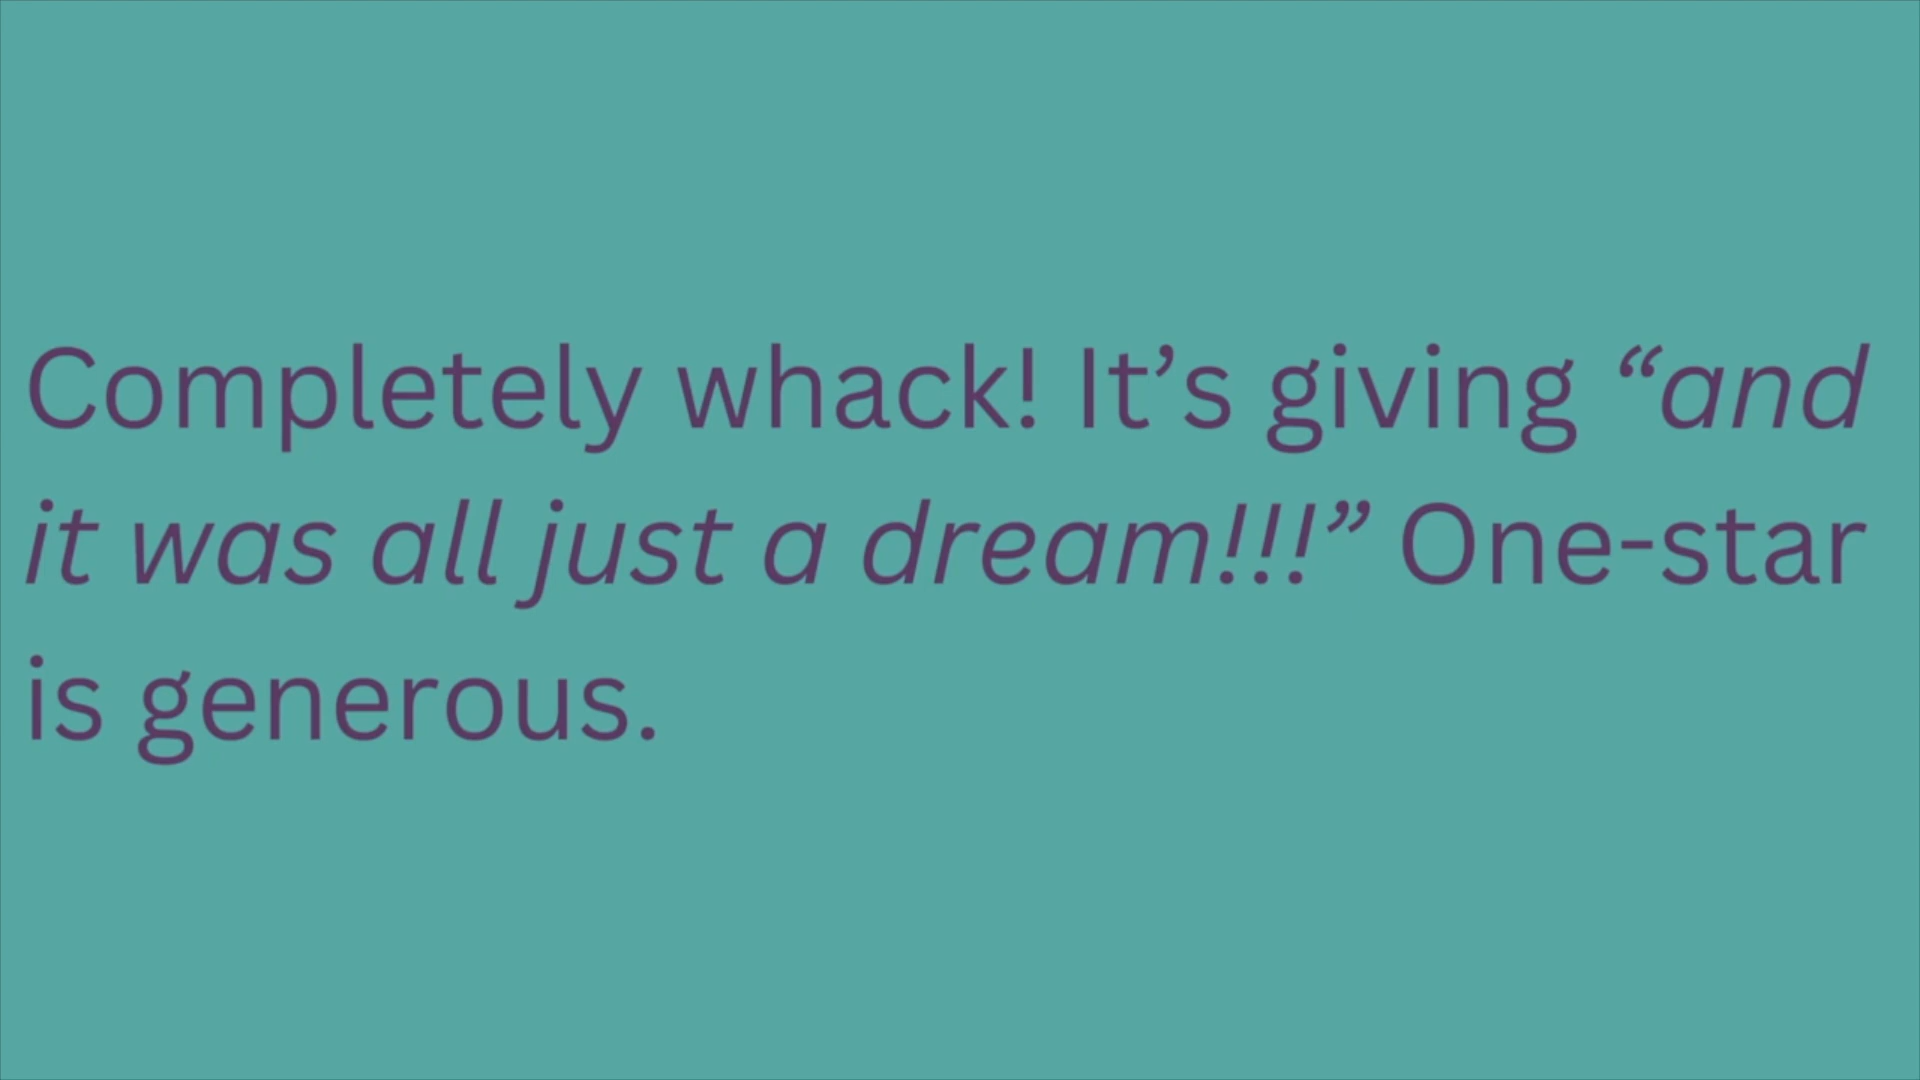 Completely whack! It’s giving “and
it was all just a dream!!!” One-star
is generous.